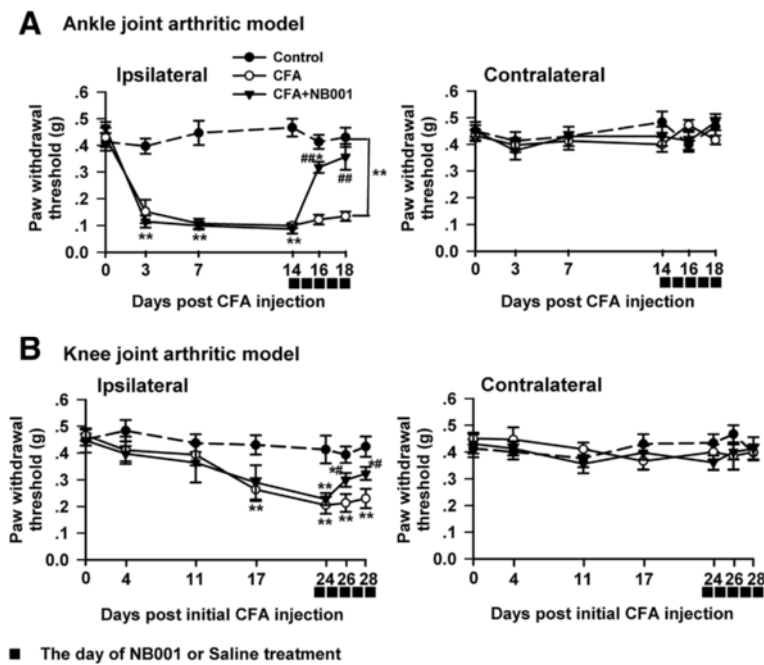 A Ankle joint arthritic model
Ipsilateral
Control
CFA
CFA+NB001
Contralateral
Paw withdrawal
threshold (g)
.6
.5
.4
.3
.2
.1
0.0
##*
##
**
** ** **
0 3 7 14 16 18
Days post CFA injection
Paw withdrawal
threshold (g)
.6
.5
.4
.3
.2
.1
0.0
0 3 7 14 16 18
Days post CFA injection
B Knee joint arthritic model
Ipsilateral
Contralateral
Paw withdrawal
threshold (g)
.6
.5
.4
.3
.2
.1
0.0
*# *#
**
** ** ** **
0 4 11 17 24 26 28
Days post initial CFA injection
Paw withdrawal
threshold (g)
.6
.5
.4
.3
.2
.1
0.0
0 4 11 17 24 26 28
Days post initial CFA injection
■ The day of NB001 or Saline treatment